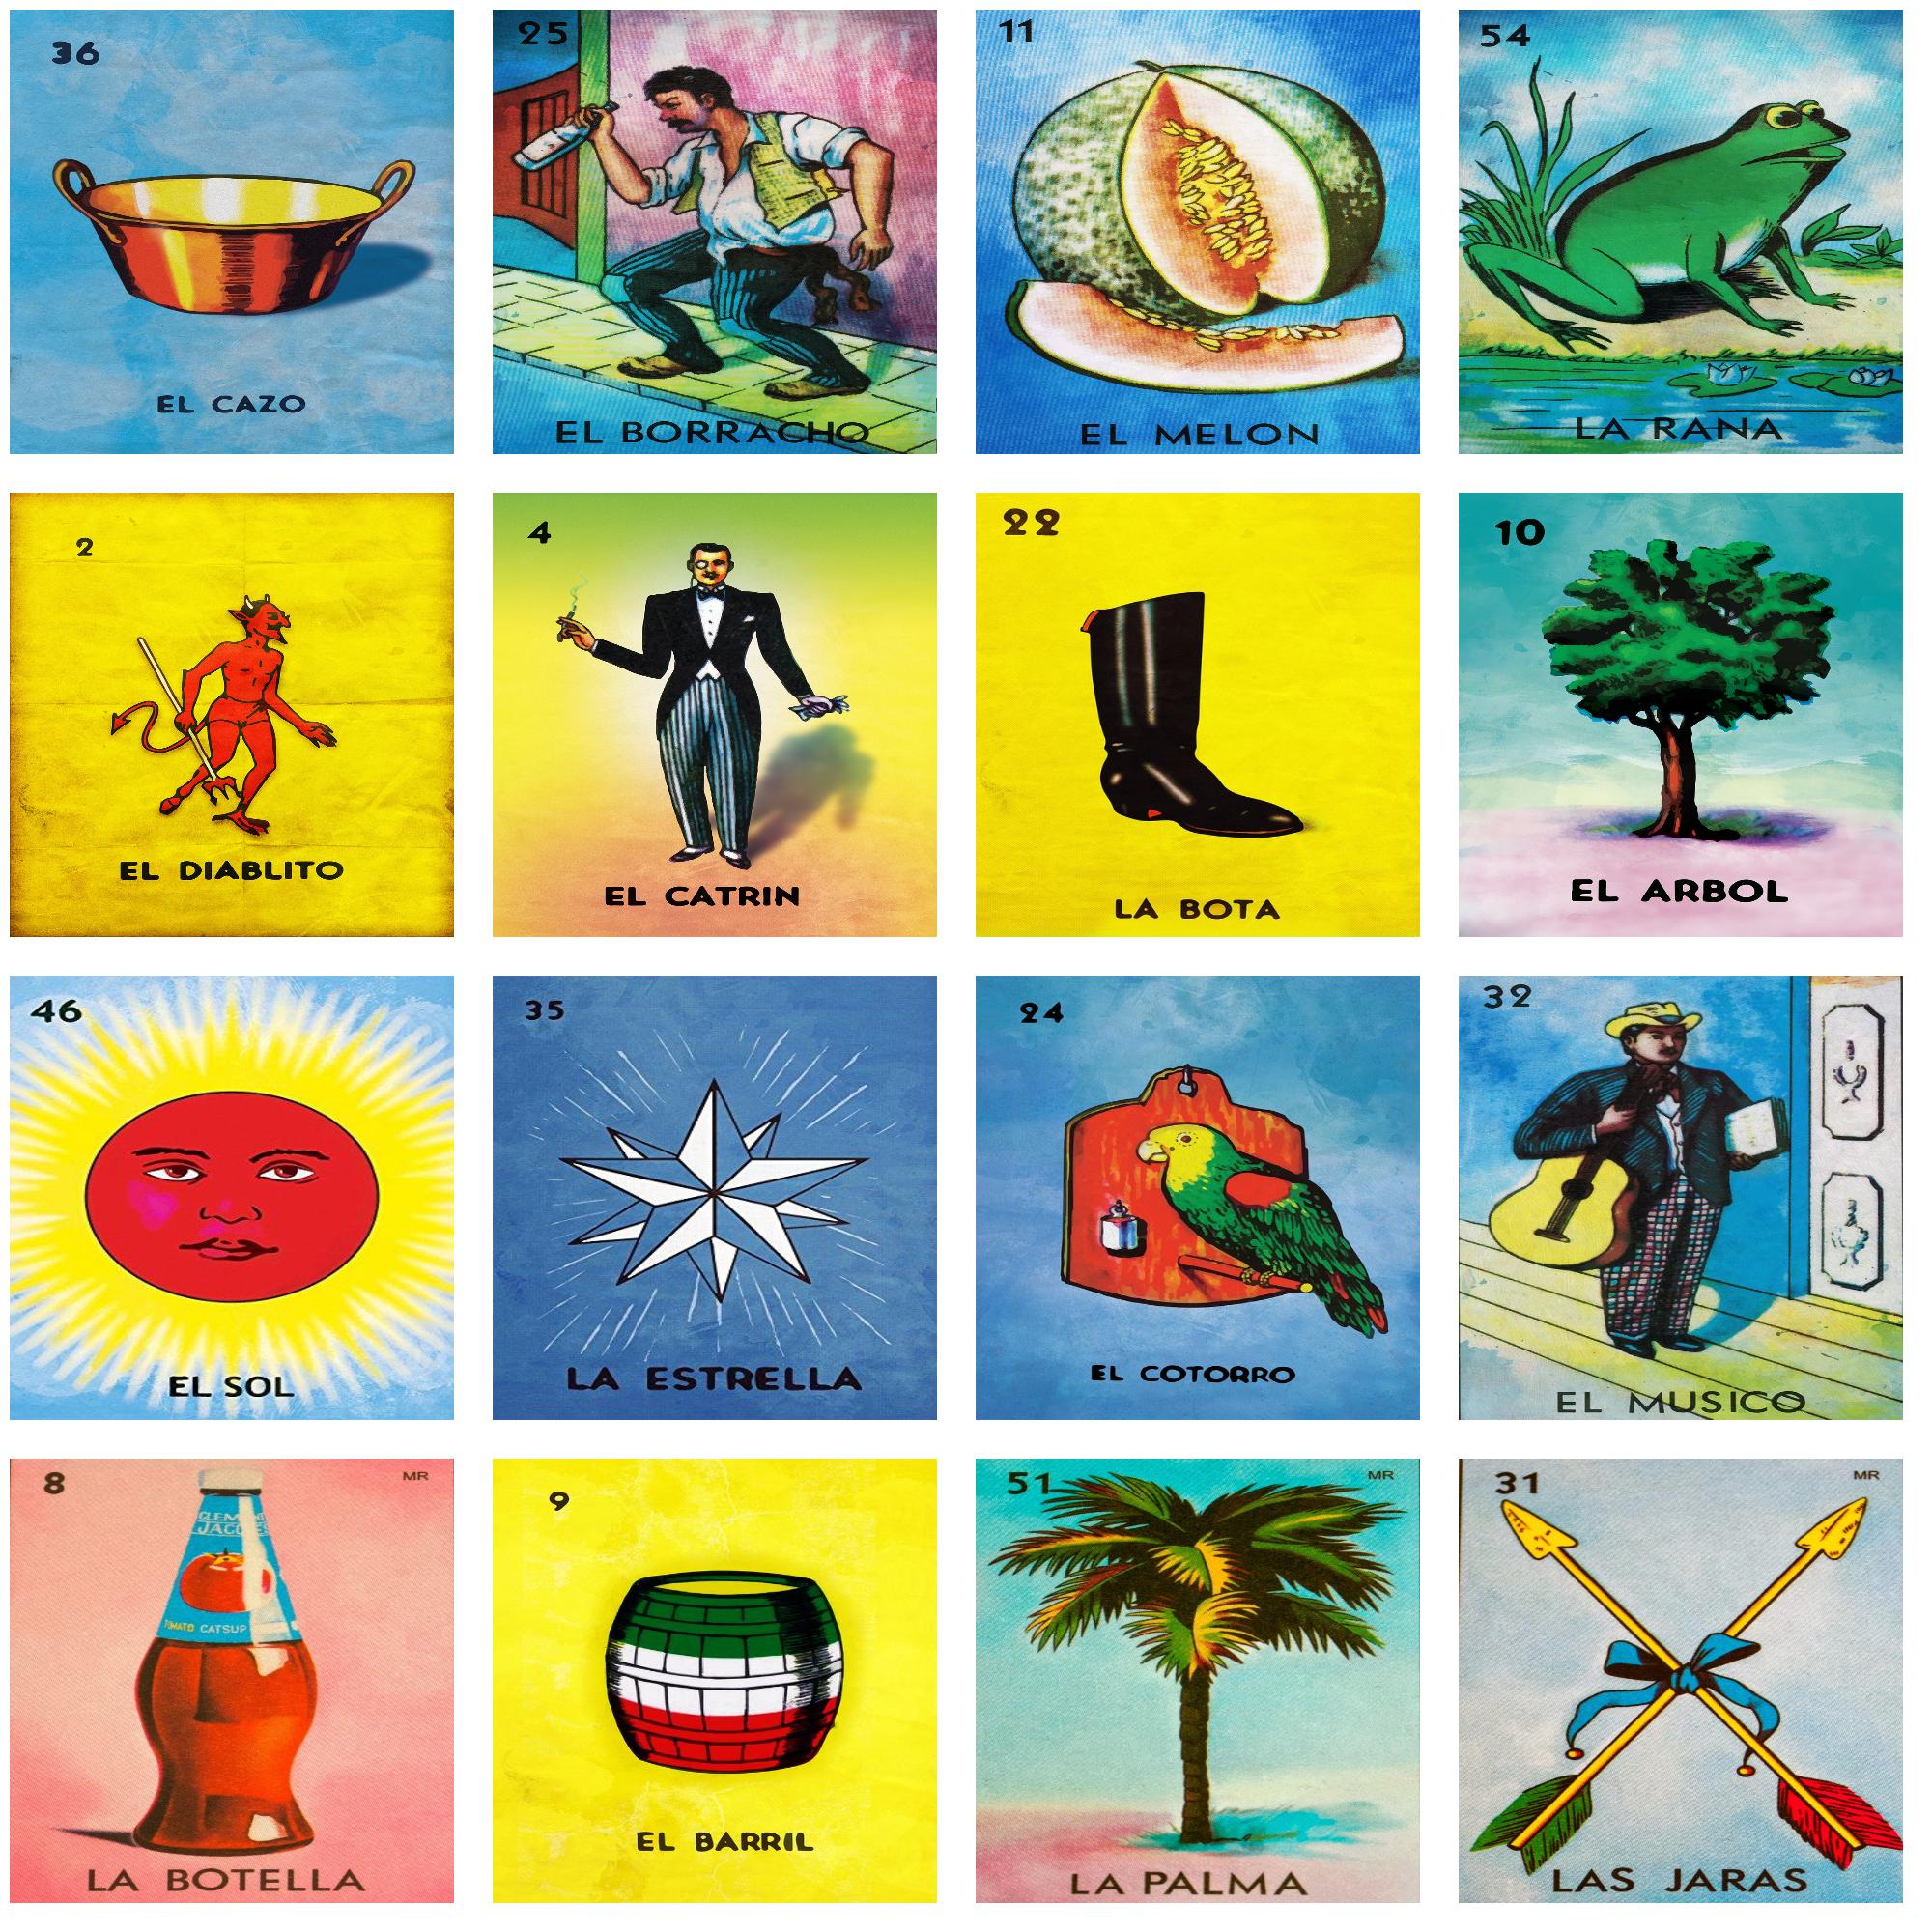 36
EL CAZO
25
EL BORRACHO
11
EL MELON
54
LA RANA
2
EL DIABLITO
4
EL CATRIN
22
LA BOTA
10
EL ARBOL
46
EL SOL
35
LA ESTRELLA
24
EL COTORRO
32
EL MUSICO
8
MR
JACQUES
TOMATO CATSUP
LA BOTELLA
9
EL BARRIL
51
MR
LA PALMA
31
MR
LAS JARAS